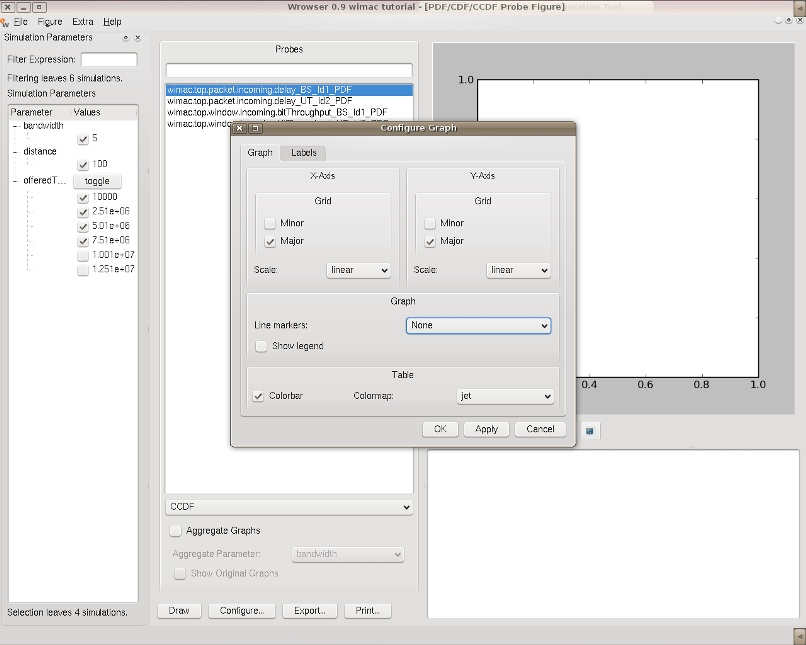 Wrowser 0.9 wimac tutorial - [PDF/CDF/CCDF Probe Figure]
File Figure Extra Help
Simulation Parameters
Filter Expression:
Filtering leaves 6 simulations.
Simulation Parameters
Parameter Values
bandwidth
5
distance
100
offeredT... toggle
10000
2.51e+06
5.01e+06
7.51e+06
1.001e+07
1.251e+07
Selection leaves 4 simulations.
Probes
wimac.top.packet.incoming.delay_BS_Id1_PDF
wimac.top.packet.incoming.delay_UT_Id2_PDF
wimac.top.window.incoming.bitThroughput_BS_Id1_PDF
CCDF
Aggregate Graphs
Aggregate Parameter: bandwidth
Show Original Graphs
Draw Configure... Export... Print...
Configure Graph
Graph Labels
X-Axis Y-Axis
Grid Grid
Minor Minor
Major Major
Scale: linear Scale: linear
Graph
Line markers: None
Show legend
Table
Colorbar Colormap: jet
OK Apply Cancel
1.0
0.4 0.6 0.8 1.0